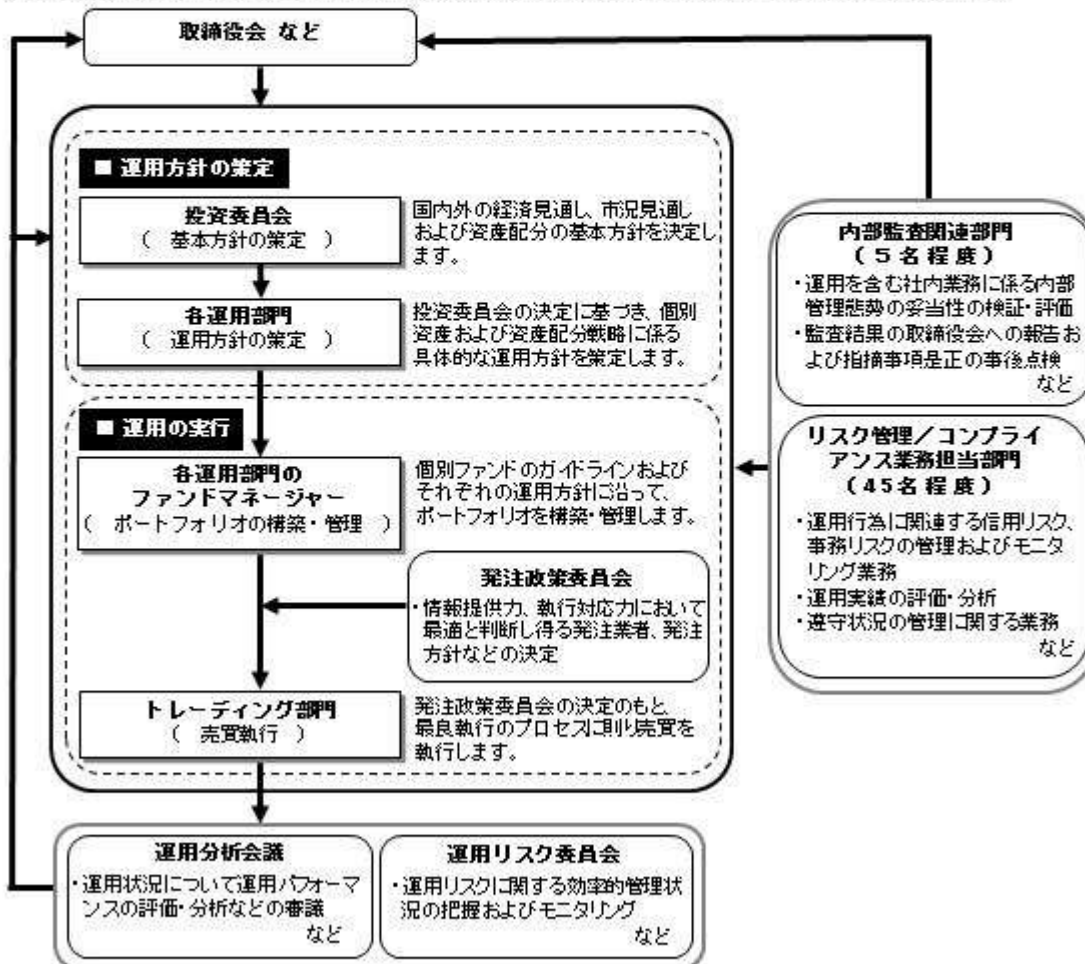 取締役会 など
■ 運用方針の策定
投資委員会
( 基本方針の策定 )
国内外の経済見通し、市況見通し
および資産配分の基本方針を決定し
ます。
各運用部門
( 運用方針の策定 )
投資委員会の決定に基づき、個別
資産および資産配分戦略に係る
具体的な運用方針を策定します。
■ 運用の実行
各運用部門の
ファンドマネージャー
( ポートフォリオの構築・管理 )
個別ファンドのガイドラインおよび
それぞれの運用方針に沿って、
ポートフォリオを構築・管理します。
発注政策委員会
・情報提供力、執行対応力において
最適と判断し得る発注業者、発注
方針などの決定
トレーディング部門
( 売買執行 )
発注政策委員会の決定のもと
最良執行のプロセスに則り売買を
執行します。
内部監査関連部門
(5名程度)
・運用を含む社内業務に係る内部
管理態勢の妥当性の検証・評価
・監査結果の取締役会への報告お
よび指摘事項是正の事後点検
など
リスク管理/コンプライ
アンス業務担当部門
(45名程度)
・運用行為に関連する信用リスク、
事務リスクの管理およびモニタ
リング業務
・運用実績の評価・分析
・遵守状況の管理に関する業務
など
運用分析会議
・運用状況について運用パフォーマ
ンスの評価・分析などの審議
など
運用リスク委員会
・運用リスクに関する効率的管理状
況の把握およびモニタリング
など